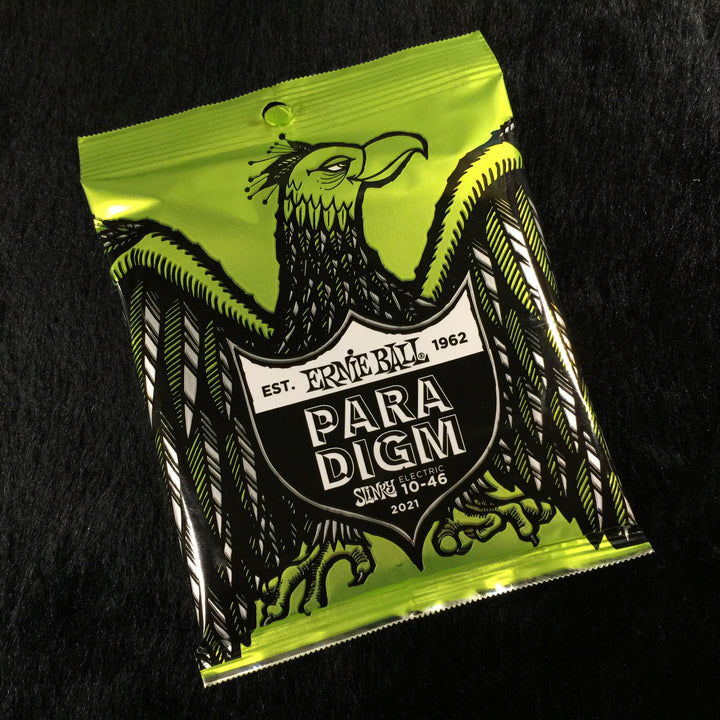 EST. ERNIE BALL® 1962
PARA
DIGM
SLINKY ELECTRIC 10-46
2021